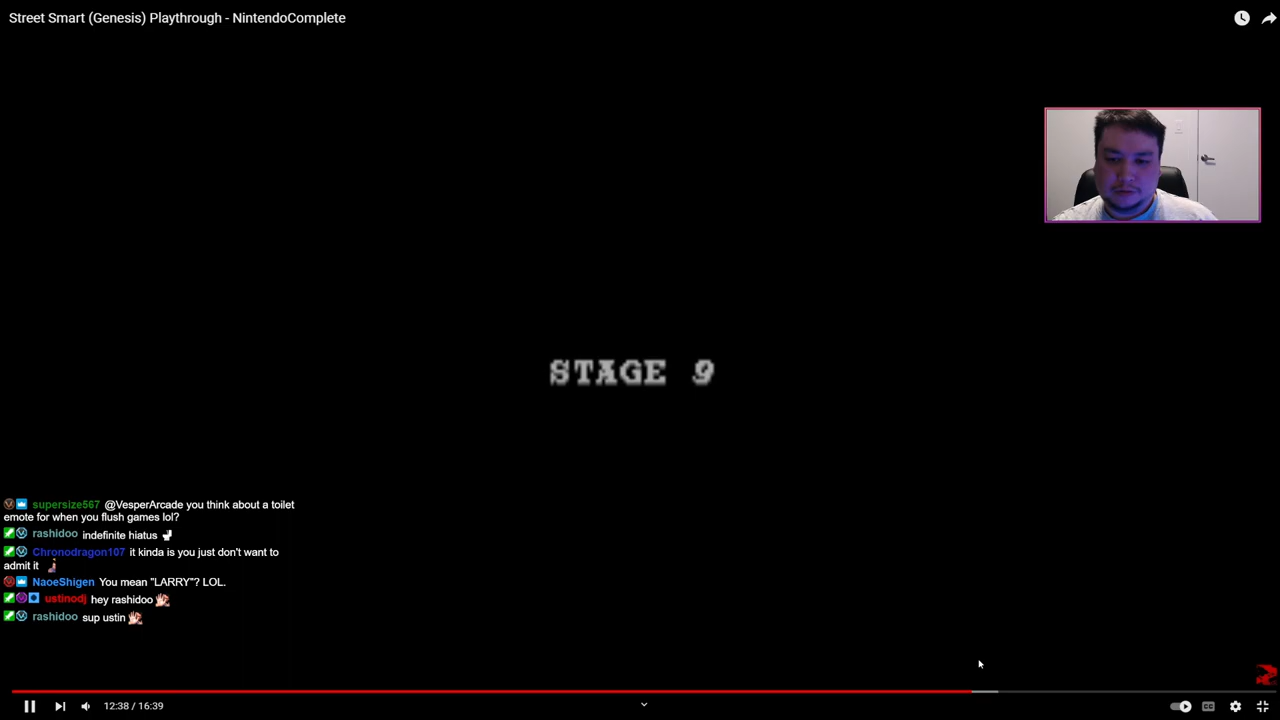 Street Smart (Genesis) Playthrough - NintendoComplete
STAGE 9
supersize567 @VesperArcade you think about a toilet
emote for when you flush games lol?
rashidoo indefinite hiatus
Chronodragon107 it kinda is you just don't want to
admit it
NaoeShigen You mean "LARRY"? LOL.
ustinodj hey rashidoo
rashidoo sup ustin
12:38 / 16:39
CC